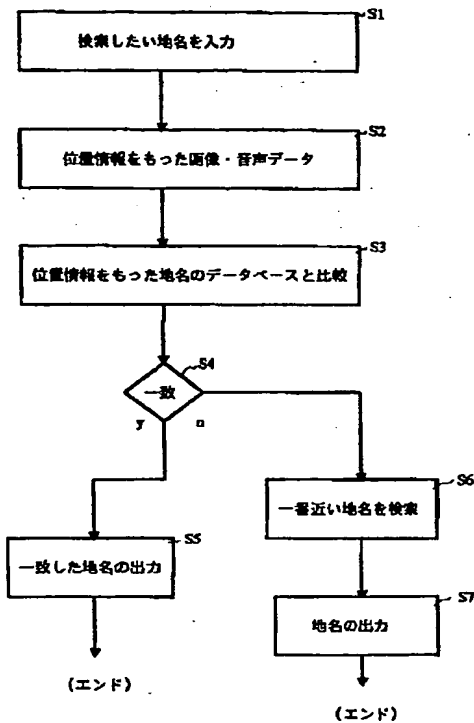 S1
検索したい地名を入力
S2
位置情報をもった画像・音声データ
S3
位置情報をもった地名のデータベースと比較
S4
一致
y n
S6
一番近い地名を検索
S5
一致した地名の出力
S7
地名の出力
(エンド)
(エンド)